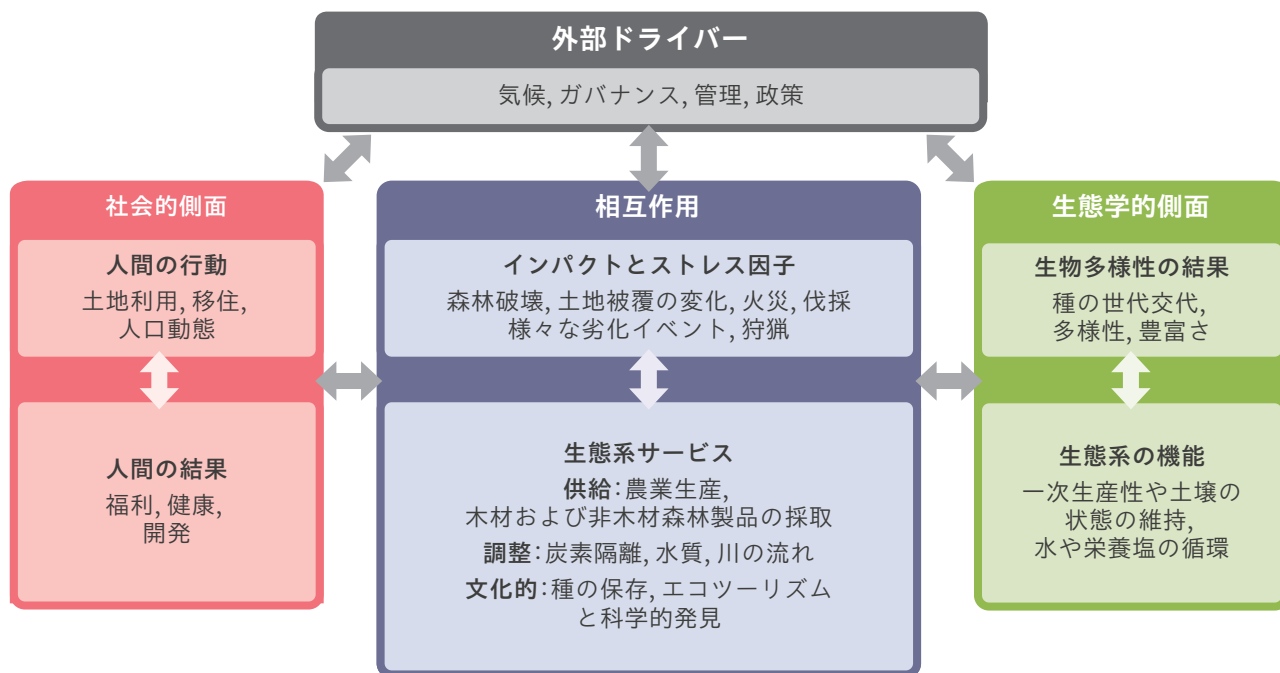 外部ドライバー
気候, ガバナンス, 管理, 政策
社会的側面
人間の行動
土地利用, 移住,
人口動態
人間の結果
福利, 健康,
開発
相互作用
インパクトとストレス因子
森林破壊, 土地被覆の変化, 火災, 伐採
様々な劣化イベント, 狩猟
生態系サービス
供給：農業生産,
木材および非木材森林製品の採取
調整：炭素隔離, 水質, 川の流れ
文化的：種の保存, エコツーリズム
と科学的発見
生態学的側面
生物多様性の結果
種の世代交代,
多様性, 豊富さ
生態系の機能
一次生産性や土壌の
状態の維持,
水や栄養塩の循環